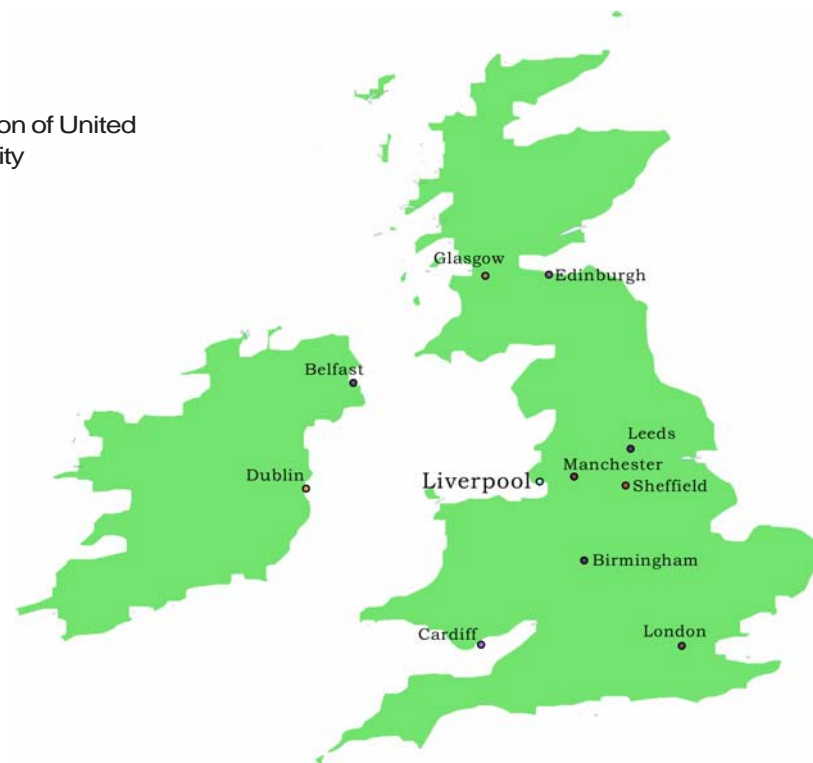 on of United
ity
Glasgow
Edinburgh
Belfast
Leeds
Manchester
Liverpool
Dublin
Sheffield
Birmingham
Cardiff
London